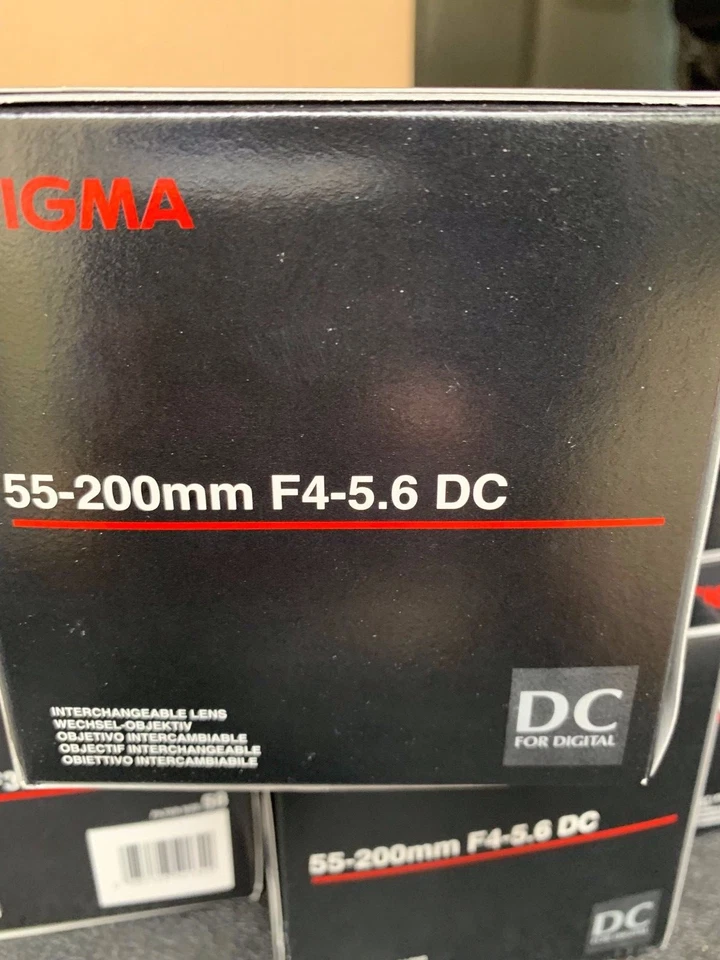 IGMA
55-200mm F4-5.6 DC
INTERCHANGEABLE LENS
WECHSEL-OBJEKTIV
OBJETIVO INTERCAMBIABLE
OBJECTIF INTERCHANGEABLE
OBIETTIVO INTERCAMBIABILE
DC
FOR DIGITAL
55-200mm F4-5.6 DC
DC